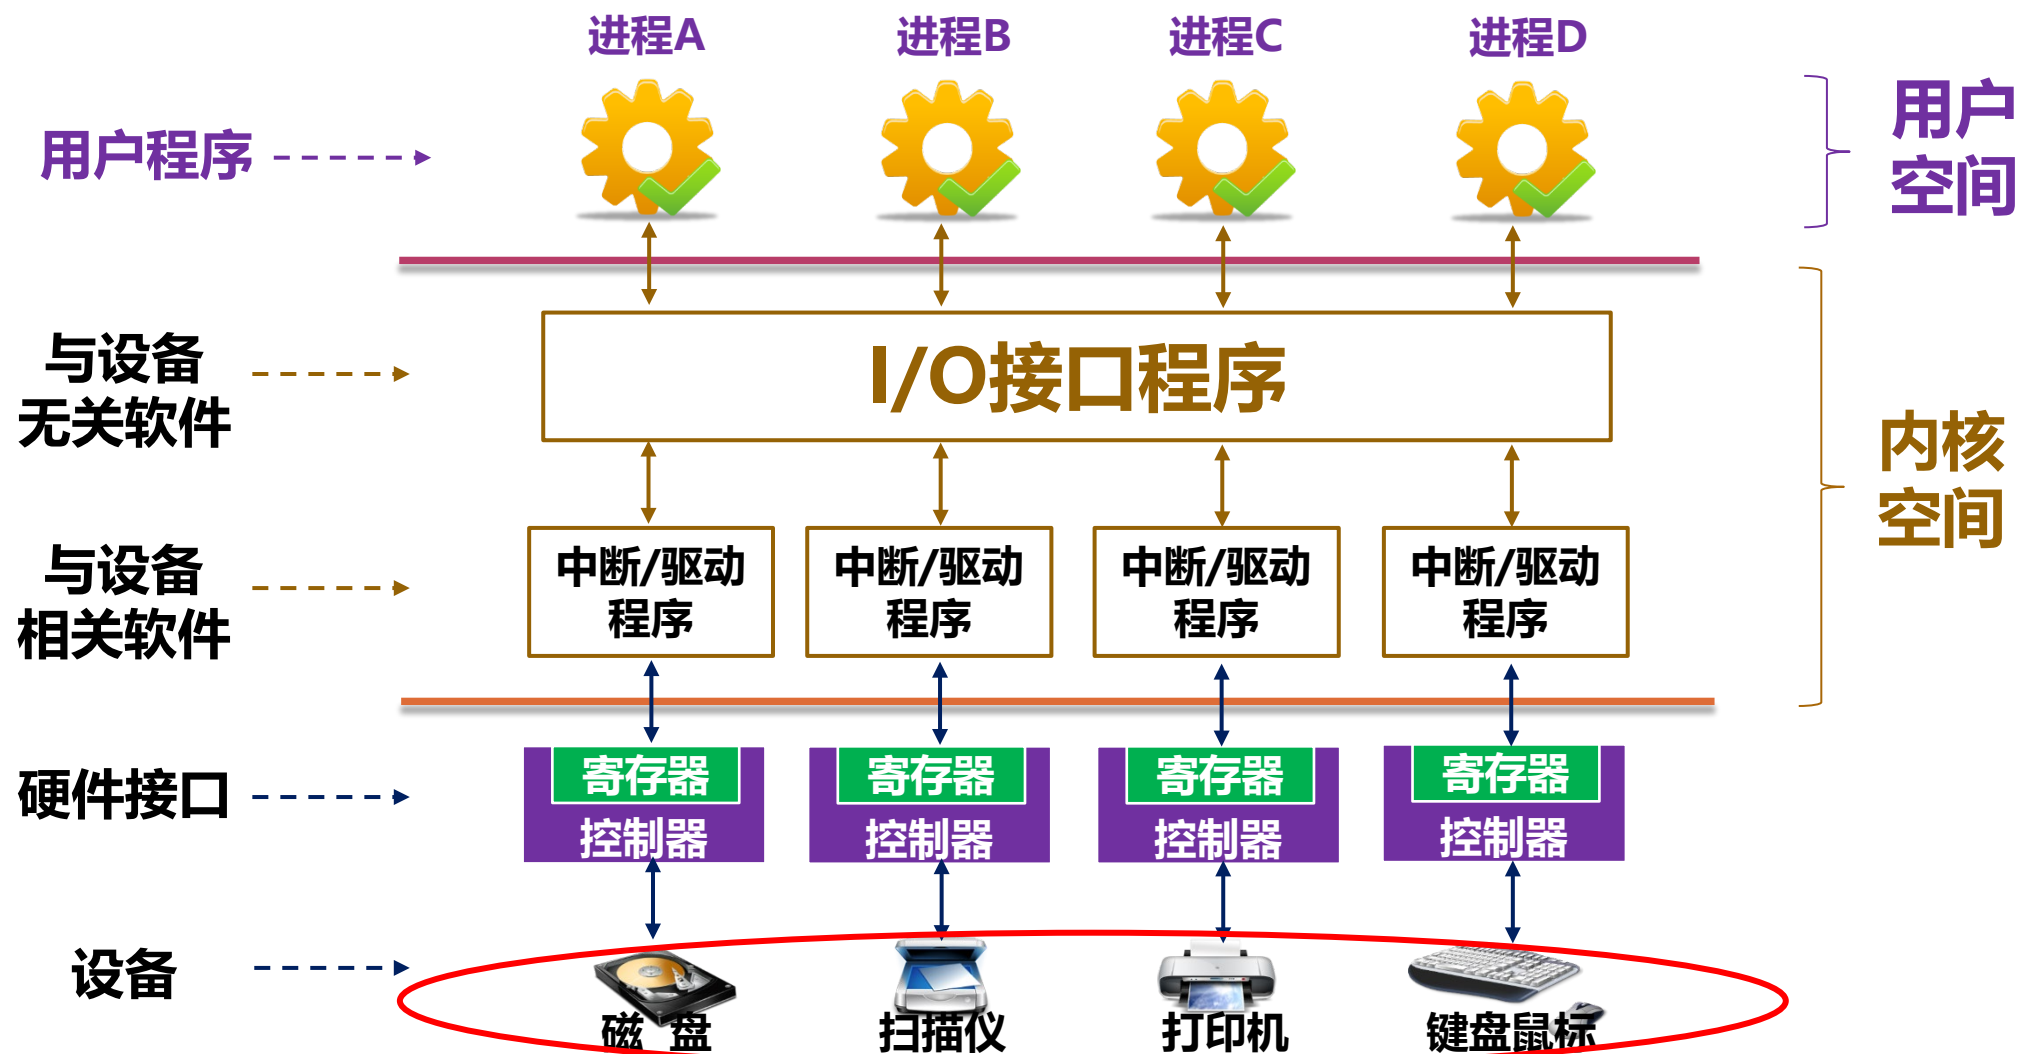 进程A 进程B 进程C 进程D
用户程序
用户
空间
与设备
无关软件
I/O接口程序
内核
空间
与设备
相关软件
中断/驱动
程序
中断/驱动
程序
中断/驱动
程序
中断/驱动
程序
硬件接口
寄存器
控制器
寄存器
控制器
寄存器
控制器
寄存器
控制器
设备
磁 盘 扫描仪 打印机 键盘鼠标